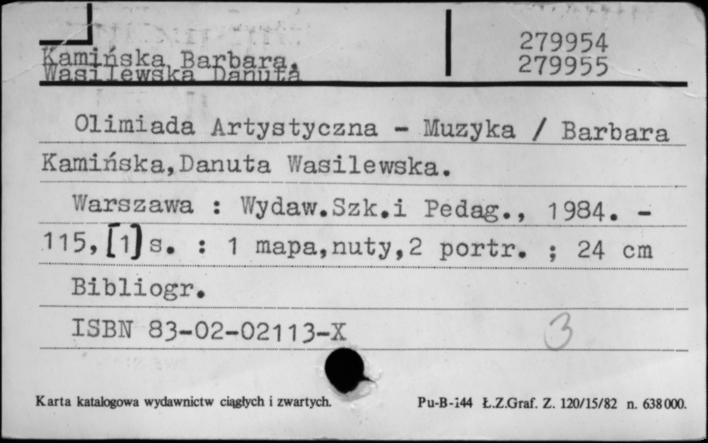 279954
Kamińska Barbara.
279955
Wasilewska Danuta
Olimiada Artystyczna - Muzyka / Barbara
Kamińska,Danuta Wasilewska.
Warszawa : Wydaw.Szk.i Pedag., 1984. -
115,[1]s. : 1 mapa,nuty,2 portr. ; 24 cm
Bibliogr.
ISBN 83-02-02113-X
3
Karta katalogowa wydawnictw ciągłych i zwartych. Pu-B-144 Ł.Z.Graf. Z. 120/15/82 n. 638000.